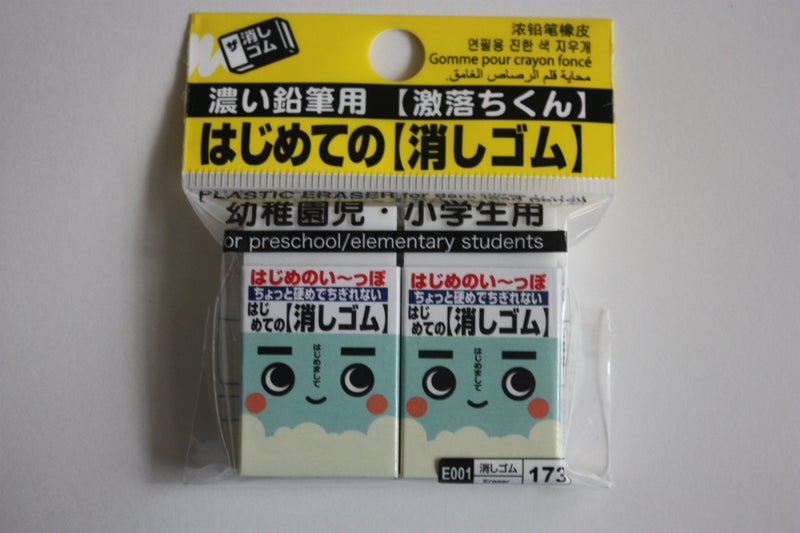 ザ
消し
ゴム
浓铅笔橡皮
연필용 진한 색 지우개
Gomme pour crayon foncé
محاية قلم الرصاص الغامق.
濃い鉛筆用 【激落ちくん】
はじめての【消しゴム】
PLASTIC ERASER for dark
幼稚園児・小学生用
or preschool/elementary students
はじめのい〜っぽ
ちょっと硬めでちぎれない
はじ
めての【消しゴム】
はじめまして
はじめのい〜っぽ
ちょっと硬めでちぎれない
はじ
めての【消しゴム】
はじめまして
E001
消しゴム
Eraser
173